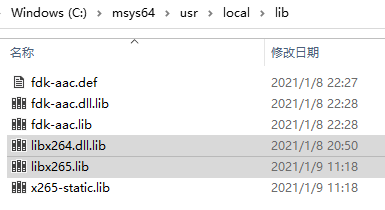 Windows (C:) › msys64 › usr › local › lib
名称 修改日期
fdk-aac.def 2021/1/8 22:27
fdk-aac.dll.lib 2021/1/8 22:28
fdk-aac.lib 2021/1/8 22:28
libx264.dll.lib 2021/1/8 20:50
libx265.lib 2021/1/9 11:18
x265-static.lib 2021/1/9 11:18